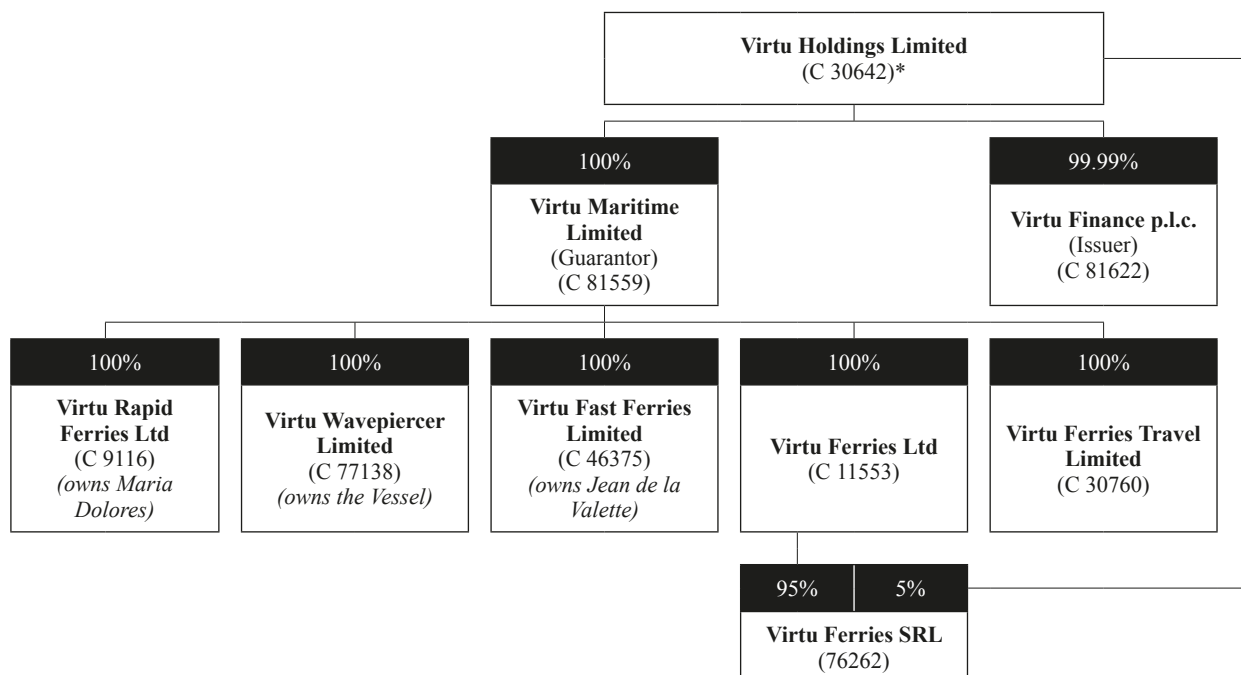 Virtu Holdings Limited
(C 30642)*
100%
Virtu Maritime
Limited
(Guarantor)
(C 81559)
99.99%
Virtu Finance p.l.c.
(Issuer)
(C 81622)
100%
Virtu Rapid
Ferries Ltd
(C 9116)
(owns Maria
Dolores)
100%
Virtu Wavepiercer
Limited
(C 77138)
(owns the Vessel)
100%
Virtu Fast Ferries
Limited
(C 46375)
(owns Jean de la
Valette)
100%
Virtu Ferries Ltd
(C 11553)
100%
Virtu Ferries Travel
Limited
(C 30760)
95%
5%
Virtu Ferries SRL
(76262)